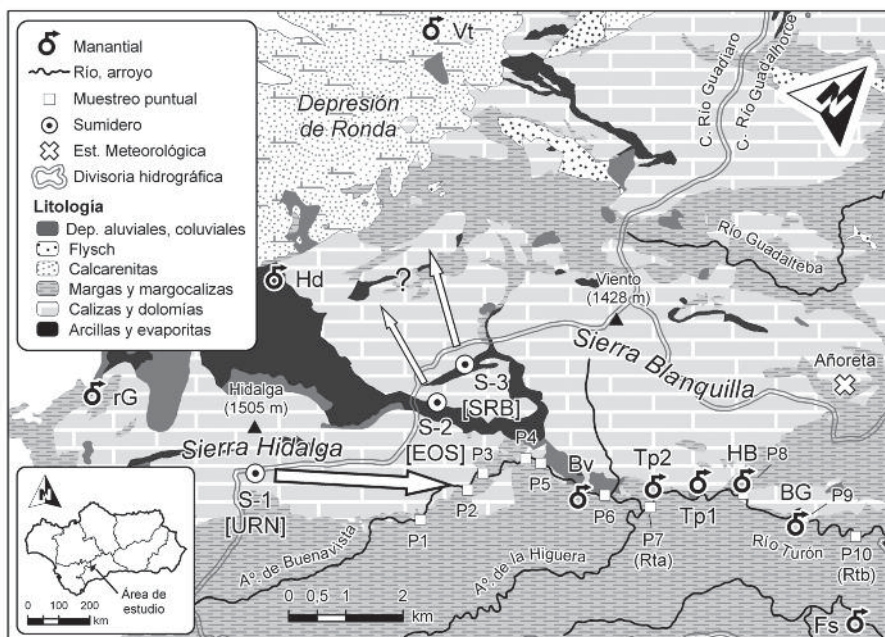 Manantial
Río, arroyo
Muestreo puntual
Sumidero
Est. Meteorológica
Divisoria hidrográfica
Litología
Dep. aluviales, coluviales
Flysch
Calcarenitas
Margas y margocalizas
Calizas y dolomías
Arcillas y evaporitas
Vt
Depresión
de Ronda
C. Río Guadiaro
C. Río Guadalhorce
N
Río Guadalteba
Hd
?
Viento
(1428 m)
Sierra Blanquilla
Añoreta
rG
Hidalga
(1505 m)
Sierra Hidalga
S-3
[SRB]
S-2
[EOS]
S-1
[URN]
P1
P2
P3
P4
P5
Bv
P6
Tp2
P7
(Rta)
Tp1
HB
P8
BG
P9
Río Turón
P10
(Rtb)
Fs
Aº. de Buenavista
Aº. de la Higuera
0 0,5 1 2
km
N
Área de
estudio
0 100 200
km